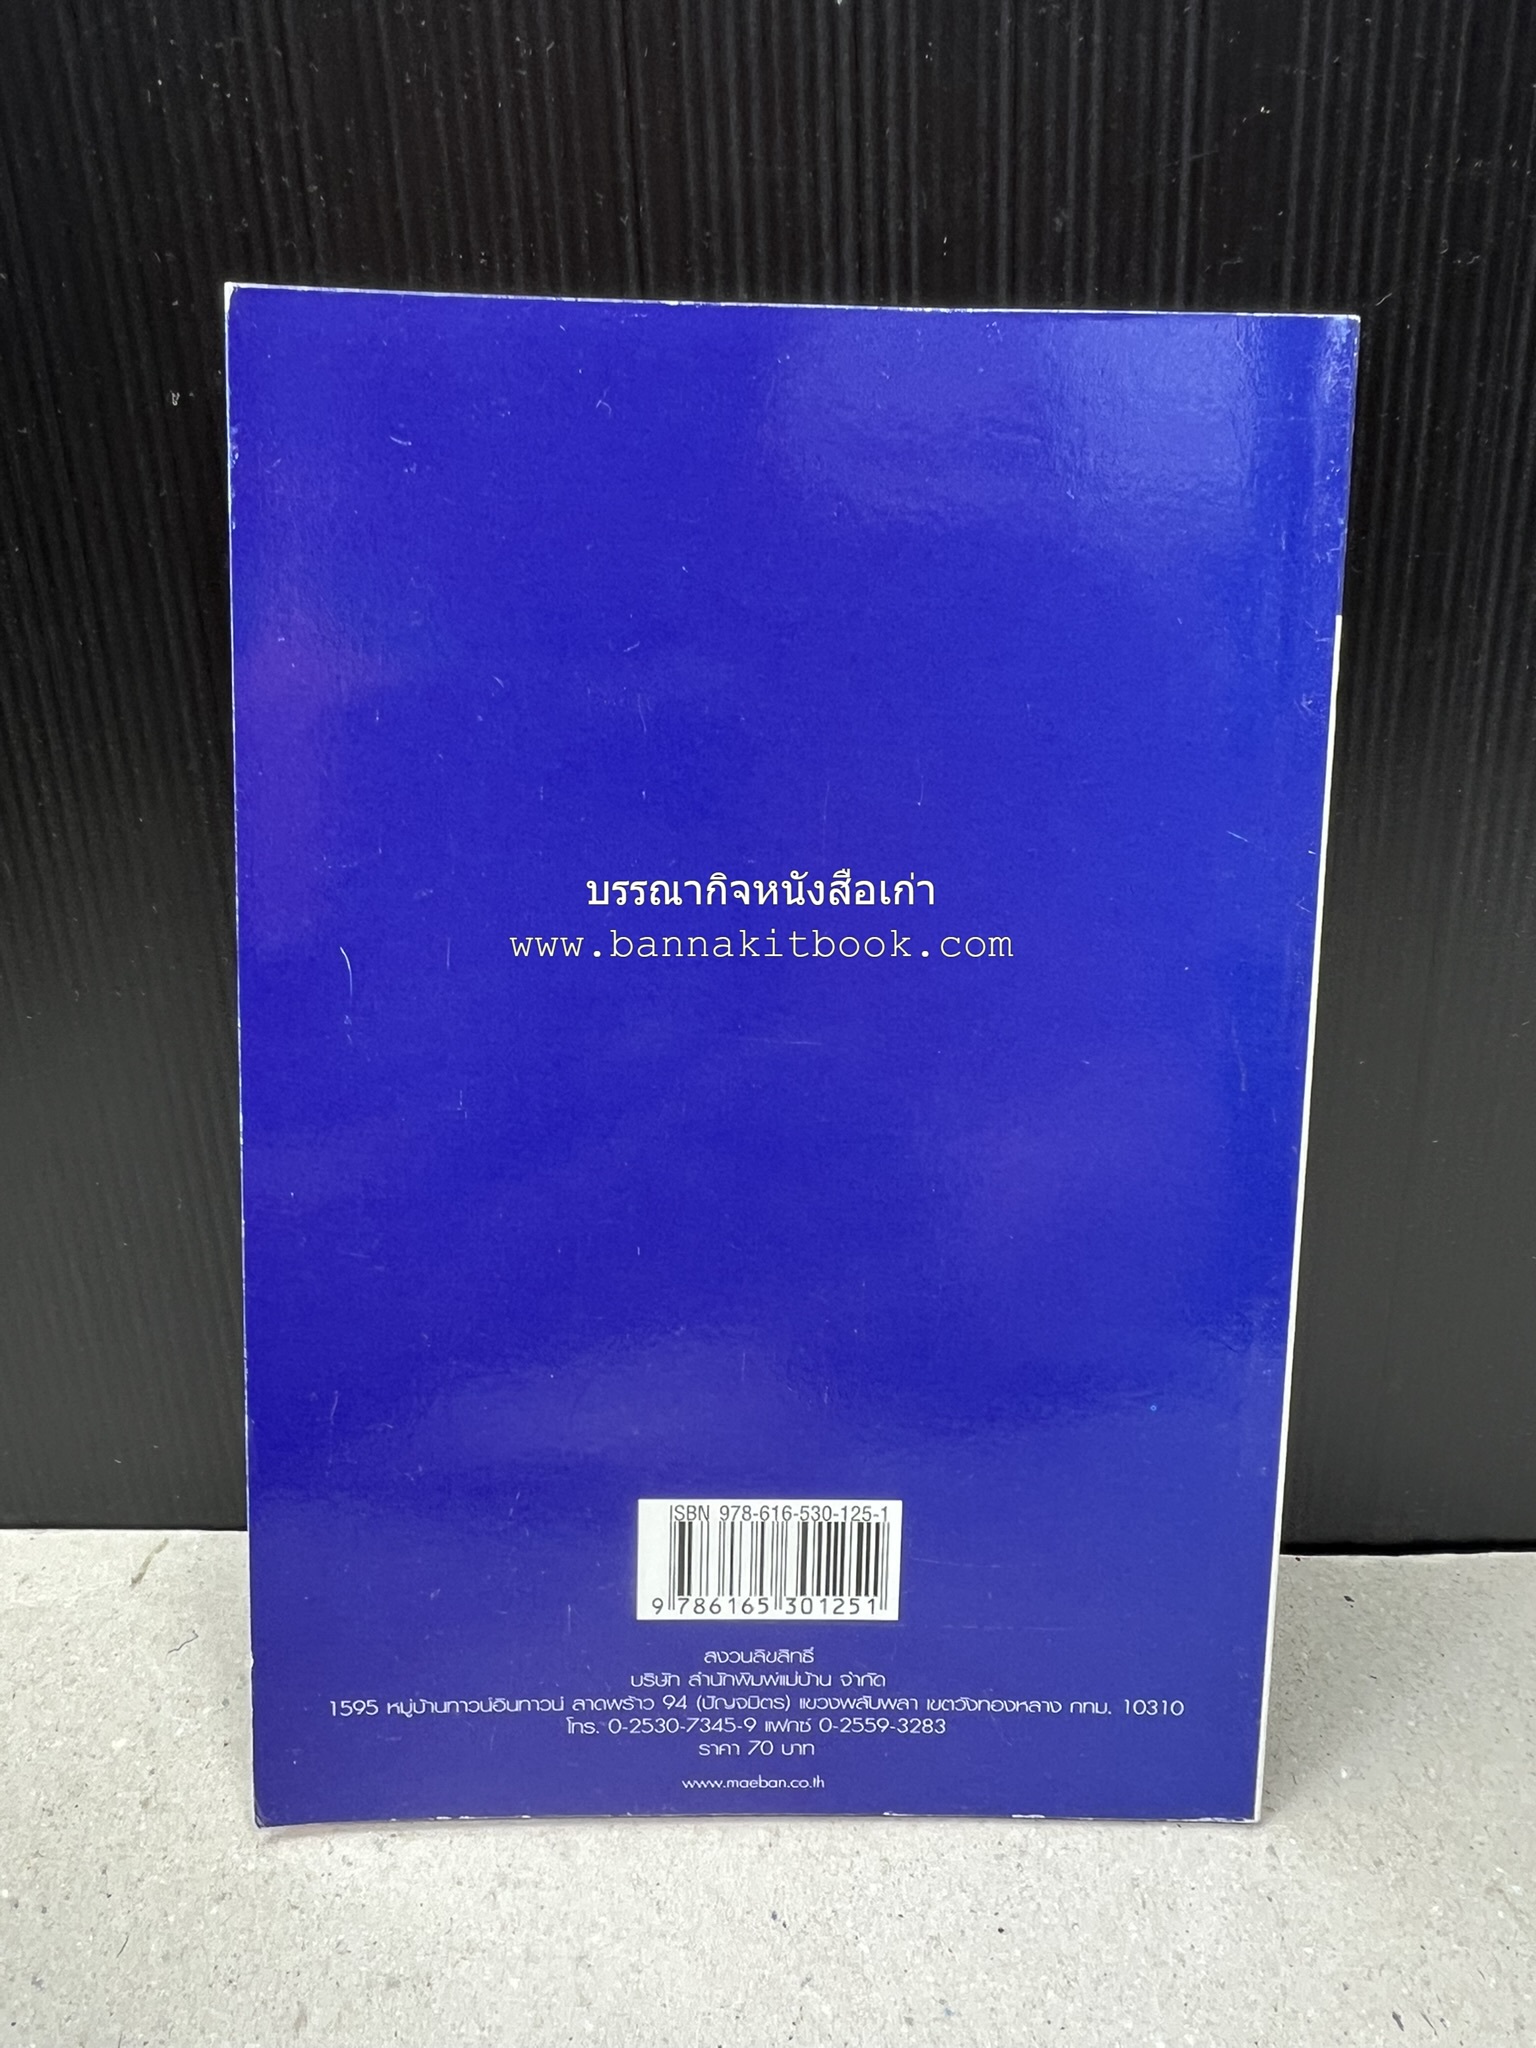 บรรณากิจหนังสือเก่า
www.bannakitbook.com
ISBN 978-616-530-125-1
9 786165 301251
สงวนลิขสิทธิ์
บริษัท สำนักพิมพ์แม่บ้าน จำกัด
1595 หมู่บ้านทาวน์อินทาวน์ ลาดพร้าว 94 (ปัญจมิตร) แขวงพลับพลา เขตวังทองหลาง กทม. 10310
โทร. 0-2530-7345-9 แฟกซ์ 0-2559-3283
ราคา 70 บาท
www.maeban.co.th